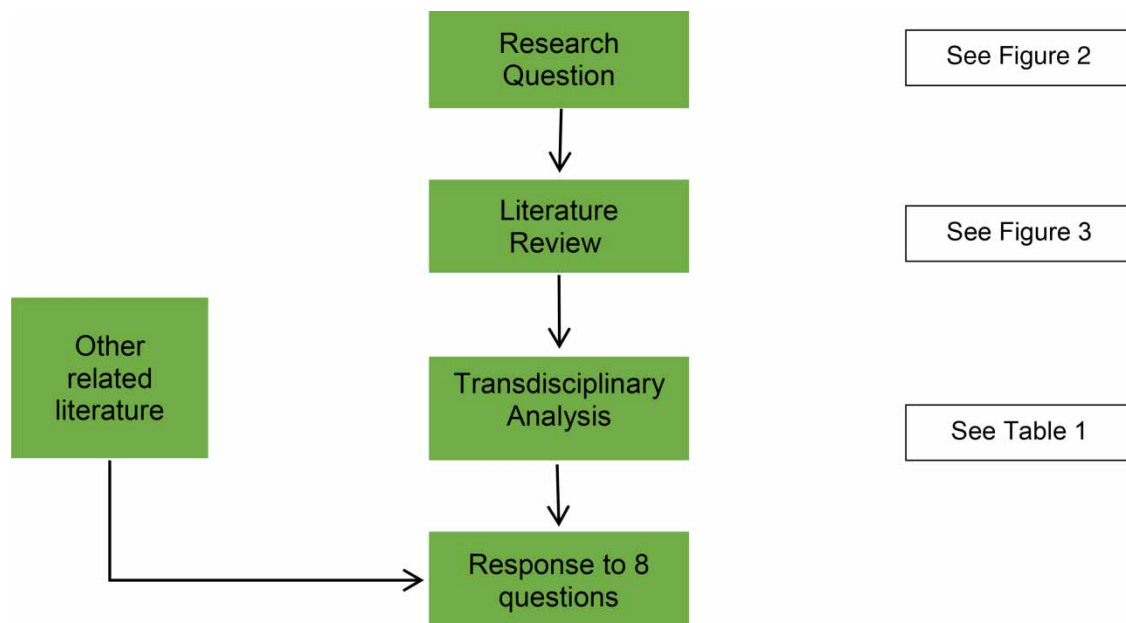 Research
Question
See Figure 2
Literature
Review
See Figure 3
Other
related
literature
Transdisciplinary
Analysis
See Table 1
Response to 8
questions